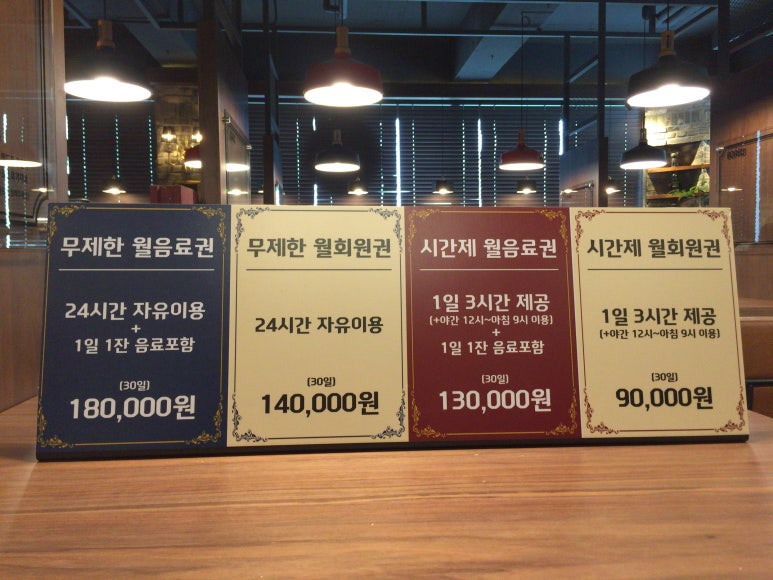 무제한 월음료권
24시간 자유이용
+
1일 1잔 음료포함
(30일)
180,000원
무제한 월회원권
24시간 자유이용
(30일)
140,000원
시간제 월음료권
1일 3시간 제공
(+야간 12시~아침 9시 이용)
+
1일 1잔 음료포함
(30일)
130,000원
시간제 월회원권
1일 3시간 제공
(+야간 12시~아침 9시 이용)
(30일)
90,000원